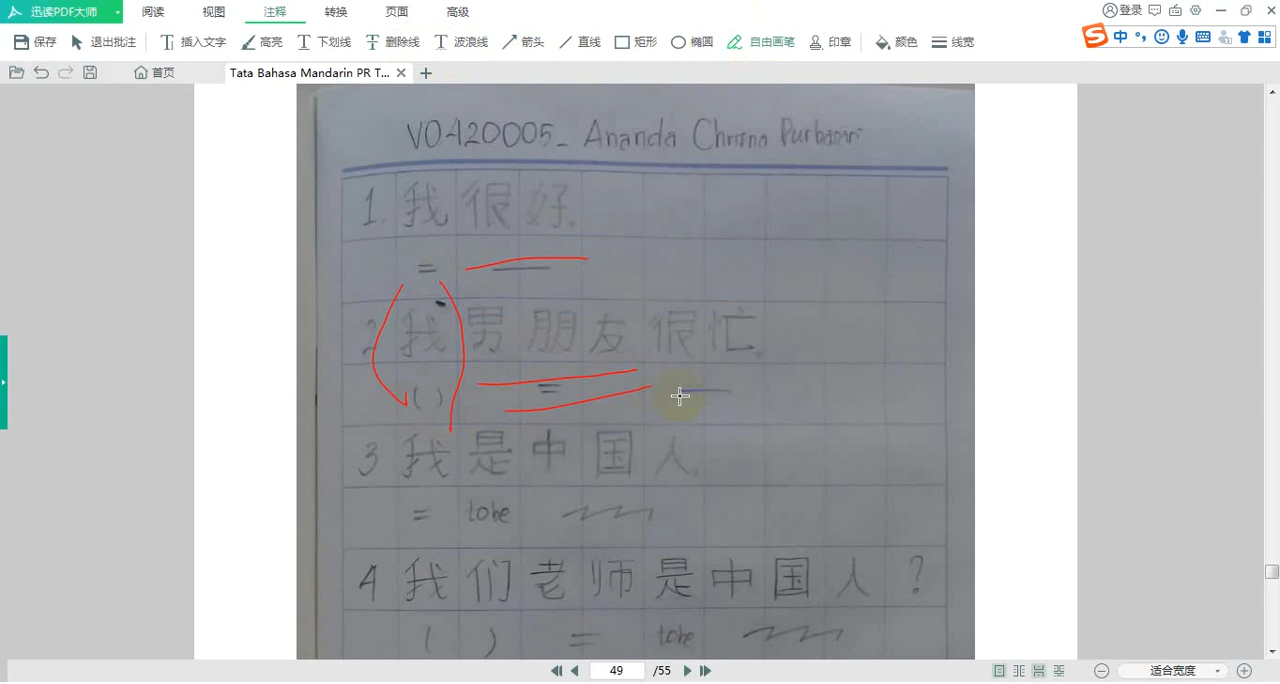 迅读PDF大师 阅读 视图 注释 转换 页面 高级 登录
保存 退出批注 插入文字 高亮 下划线 删除线 波浪线 箭头 直线 矩形 椭圆 自由画笔 印章 颜色 线宽 中
首页 Tata Bahasa Mandarin PR T...
V0420005_ Ananda
1. 我很好.
= —
2 我男朋友很忙.
( ) =
3 我是中国人.
= tobe
4 我们老师是中国人?
( ) = tobe
49 /55 适合宽度